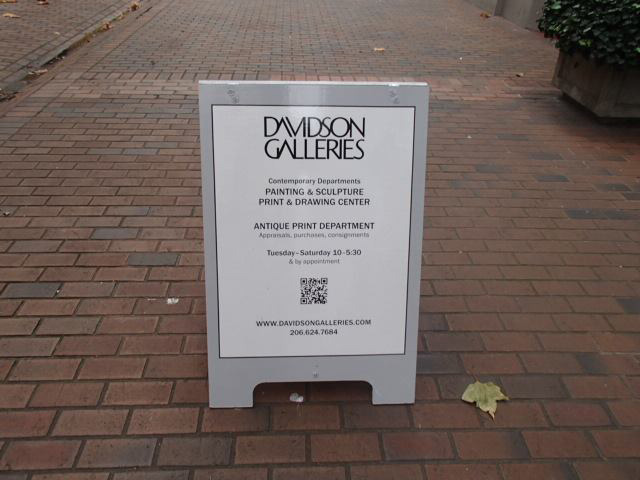 DAVIDSON
GALLERIES
Contemporary Departments
PAINTING & SCULPTURE
PRINT & DRAWING CENTER
ANTIQUE PRINT DEPARTMENT
Appraisals, purchases, consignments
Tuesday–Saturday 10–5:30
& by appointment
WWW.DAVIDSONGALLERIES.COM
206.624.7684